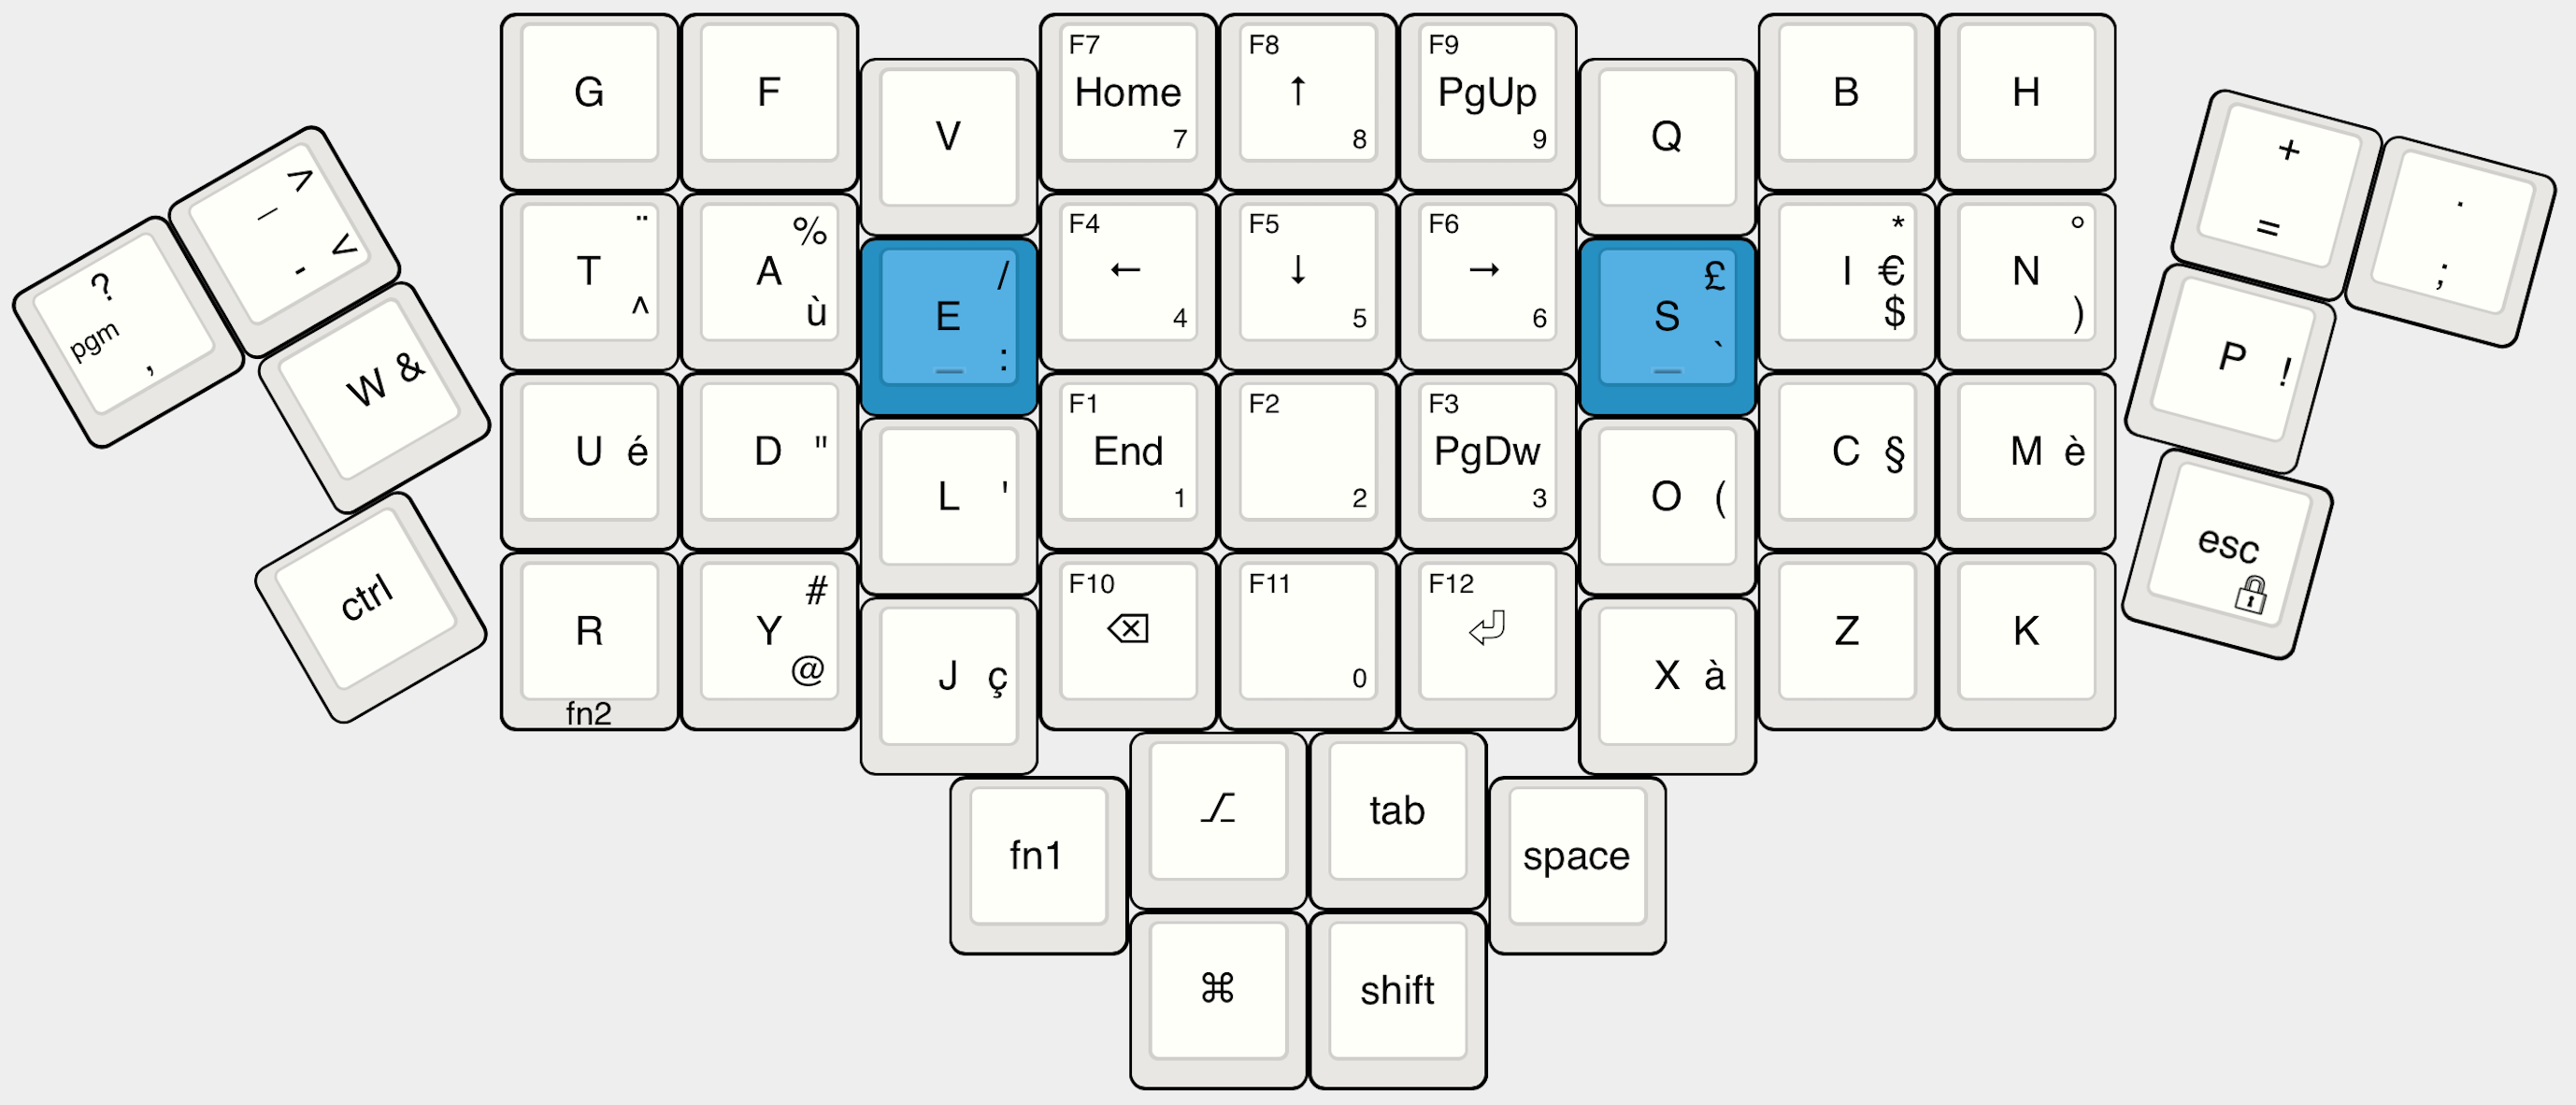 ? pgm ,
_ > - <
W &
ctrl
G
F
V
F7 Home 7
F8 ↑ 8
F9 PgUp 9
Q
B
H
T ¨ ^
A % ù
E / : _
F4 ← 4
F5 ↓ 5
F6 → 6
S £ ` _
I * € $
N ° )
U é
D "
L '
F1 End 1
F2 2
F3 PgDw 3
O (
C §
M è
R fn2
Y # @
J ç
F10 ⌫
F11 0
F12 ⏎
X à
Z
K
+ =
. ;
P !
esc 🔒
fn1
⌥
tab
space
⌘
shift